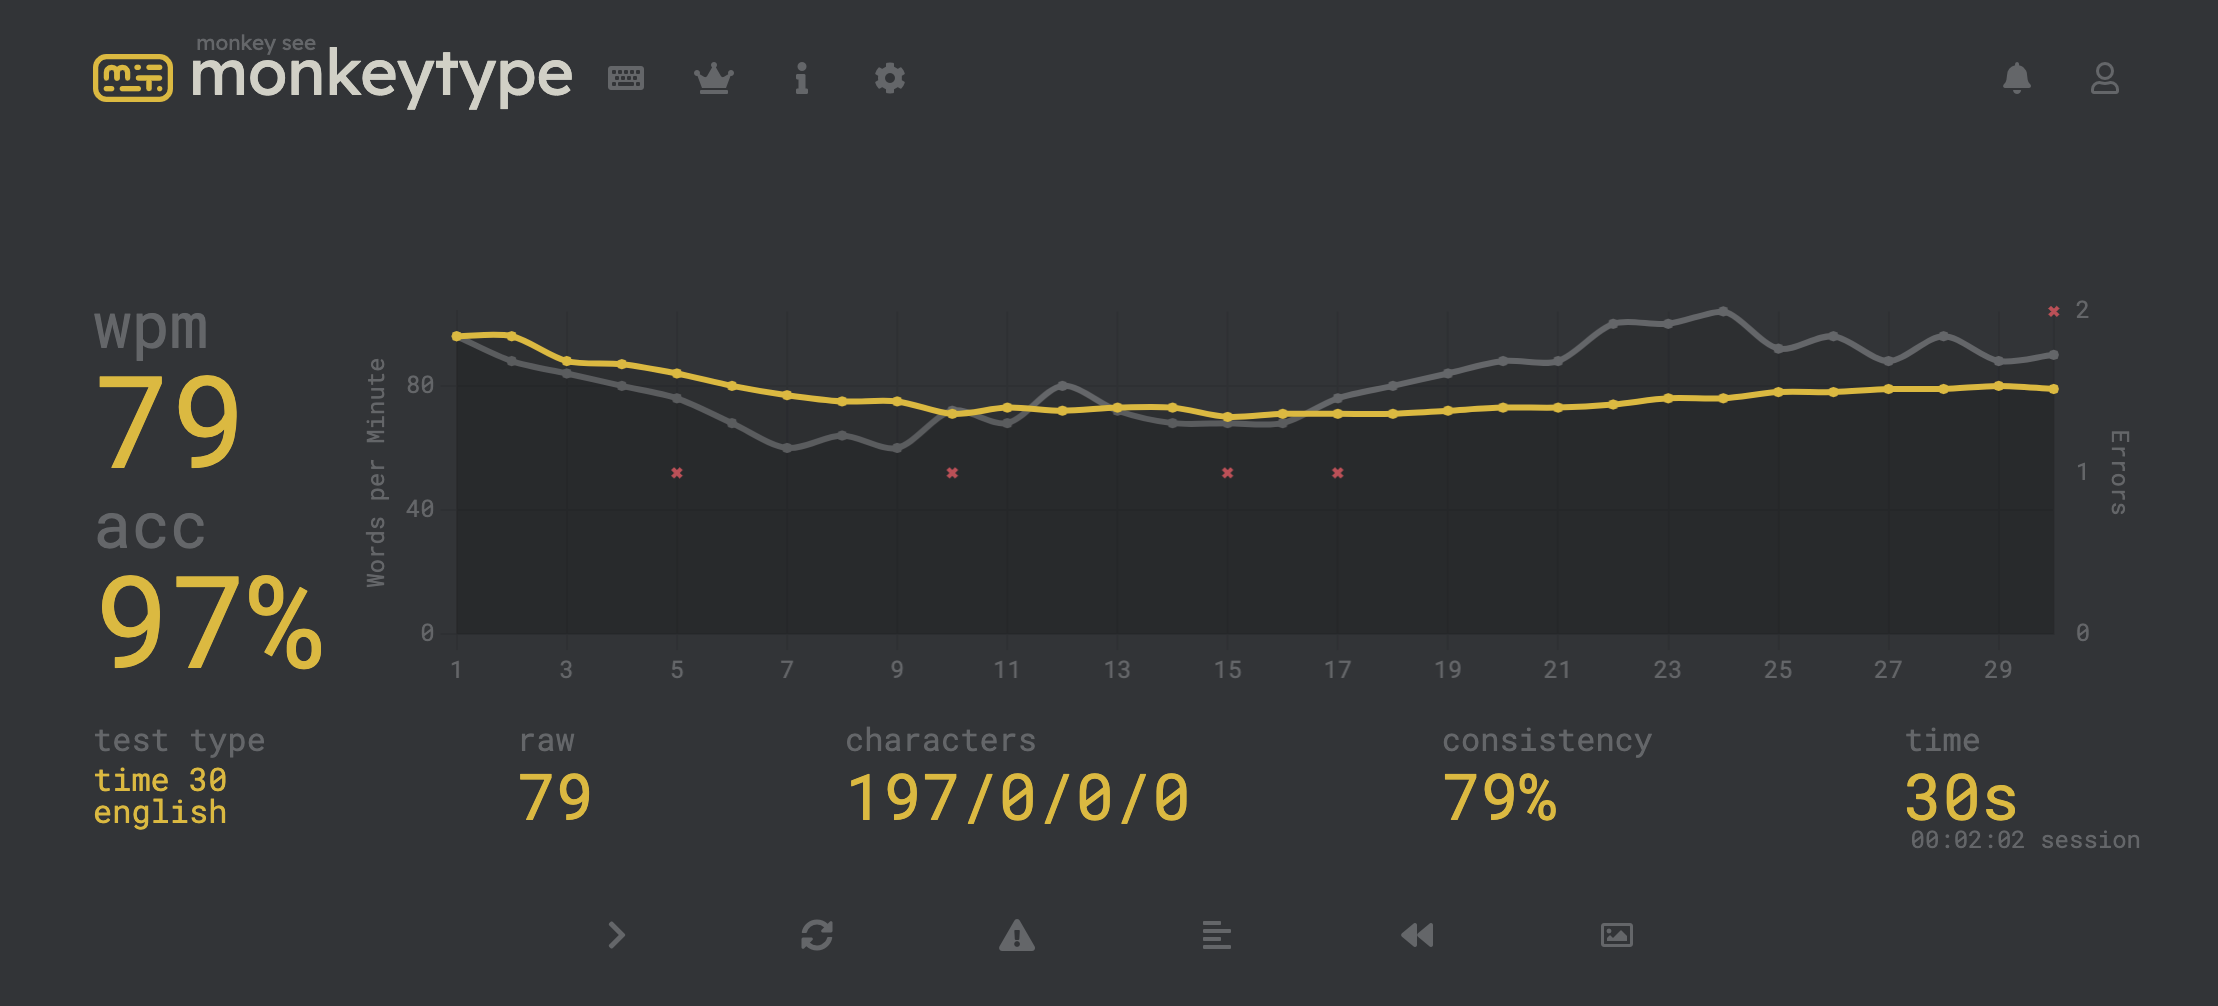 monkey see
monkeytype
wpm
79
acc
97%
Words per Minute
80
40
0
2
1
0
Errors
1 3 5 7 9 11 13 15 17 19 21 23 25 27 29
test type
time 30
english
raw
79
characters
197/0/0/0
consistency
79%
time
30s
00:02:02 session